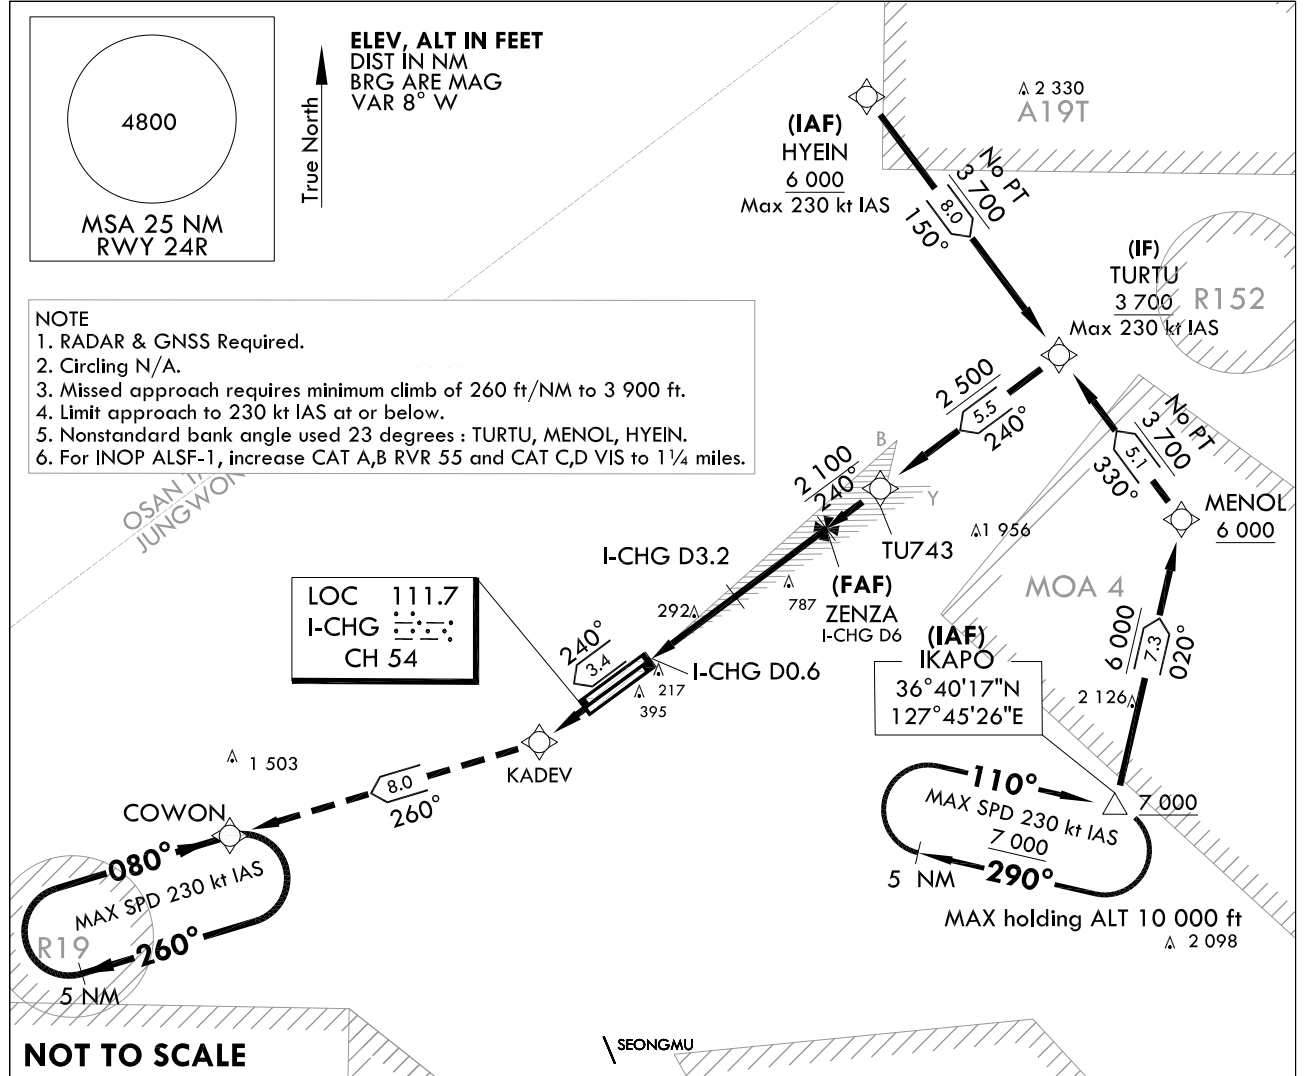 4800
MSA 25 NM
RWY 24R
True North
ELEV, ALT IN FEET
DIST IN NM
BRG ARE MAG
VAR 8° W
2 330
A19T
(IAF)
HYEIN
6 000
Max 230 kt IAS
No PT
3 700
8.0
150°
(IF)
TURTU
3 700
Max 230 kt IAS
R152
NOTE
1. RADAR & GNSS Required.
2. Circling N/A.
3. Missed approach requires minimum climb of 260 ft/NM to 3 900 ft.
4. Limit approach to 230 kt IAS at or below.
5. Nonstandard bank angle used 23 degrees : TURTU, MENOL, HYEIN.
6. For INOP ALSF-1, increase CAT A,B RVR 55 and CAT C,D VIS to 1¼ miles.
OSAN
JUNGWON
2 500
5.5
240°
No PT
3 700
5.1
330°
B
Y
2 100
240°
MENOL
6 000
TU743
1 956
I-CHG D3.2
787
292
(FAF)
ZENZA
I-CHG D6
MOA 4
LOC 111.7
I-CHG
CH 54
240°
3.4
I-CHG D0.6
217
395
(IAF)
IKAPO
36°40'17"N
127°45'26"E
6 000
7.3
020°
2 126
1 503
KADEV
8.0
260°
COWON
080°
MAX SPD 230 kt IAS
260°
R19
5 NM
110°
MAX SPD 230 kt IAS
7 000
290°
5 NM
7 000
MAX holding ALT 10 000 ft
2 098
NOT TO SCALE
SEONGMU